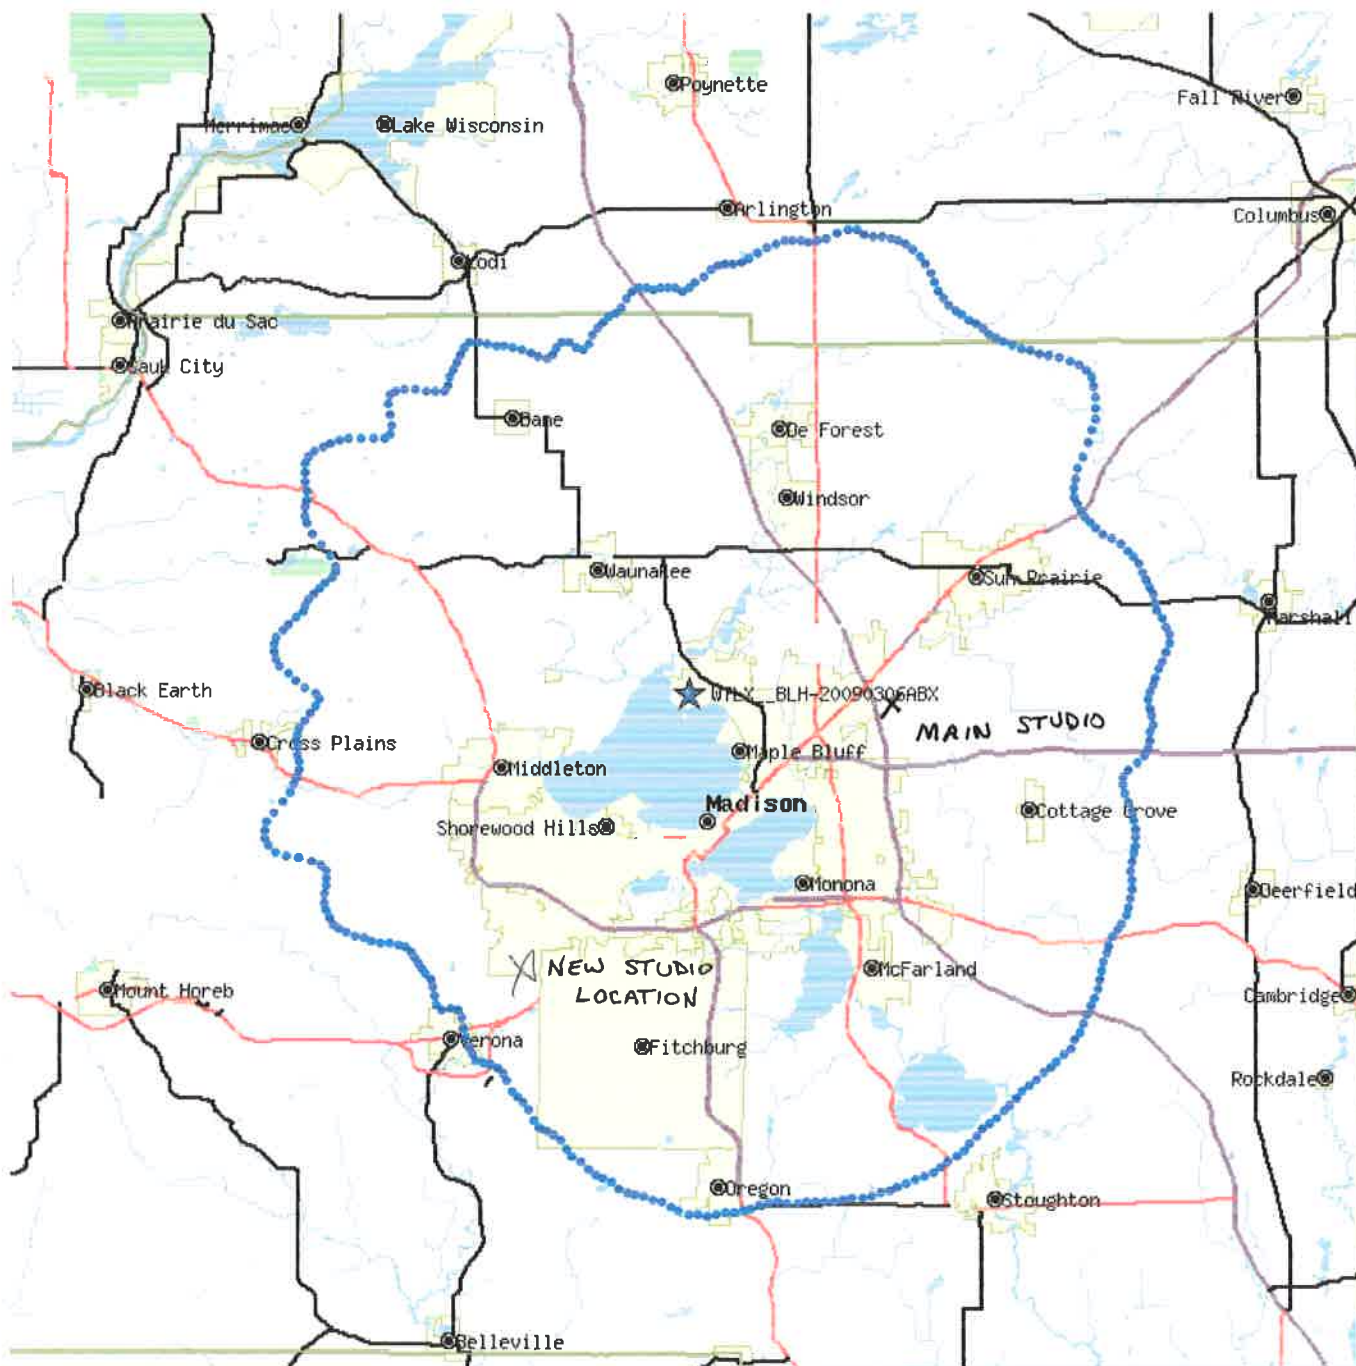 Poynette
Fall River
Merrimac
Lake Wisconsin
Arlington
Columbus
Lodi
Prairie du Sac
Sauk City
Dane
De Forest
Windsor
Waunakee
Sun Prairie
Marshall
Black Earth
WTLX__BLH-20090306ABX
X
MAIN STUDIO
Cross Plains
Maple Bluff
Middleton
Madison
Cottage Grove
Shorewood Hills
Monona
Deerfield
X NEW STUDIO
LOCATION
McFarland
Mount Horeb
Cambridge
Verona
Fitchburg
Rockdale
Oregon
Stoughton
Belleville